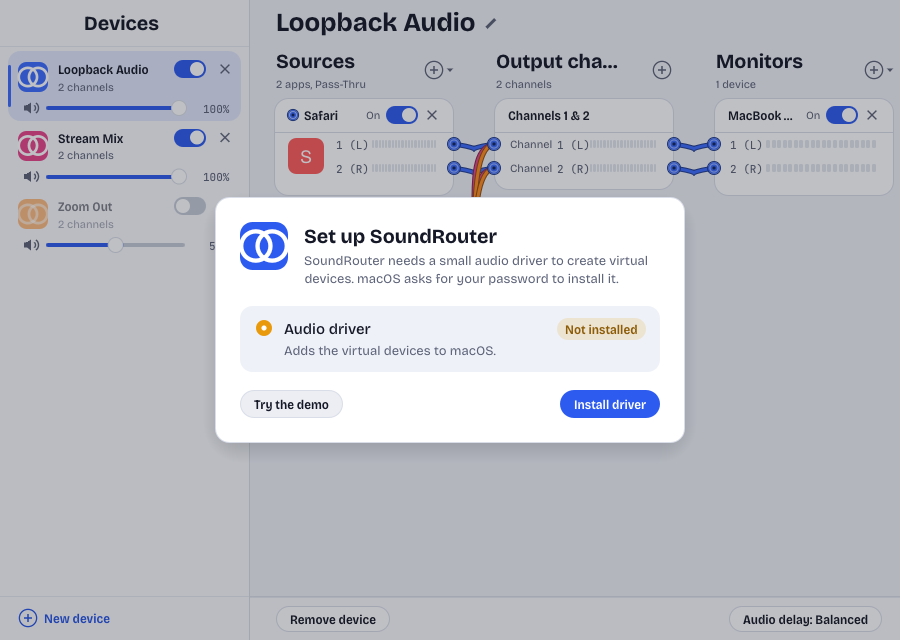 Devices
Loopback Audio
2 channels
100%
Stream Mix
2 channels
100%
Zoom Out
2 channels
New device
Loopback Audio
Sources
2 apps, Pass-Thru
Safari
On
S
1 (L)
2 (R)
Output cha...
2 channels
Channels 1 & 2
Channel 1 (L)
Channel 2 (R)
Monitors
1 device
MacBook ...
On
1 (L)
2 (R)
Set up SoundRouter
SoundRouter needs a small audio driver to create virtual
devices. macOS asks for your password to install it.
Audio driver
Not installed
Adds the virtual devices to macOS.
Try the demo
Install driver
Remove device
Audio delay: Balanced